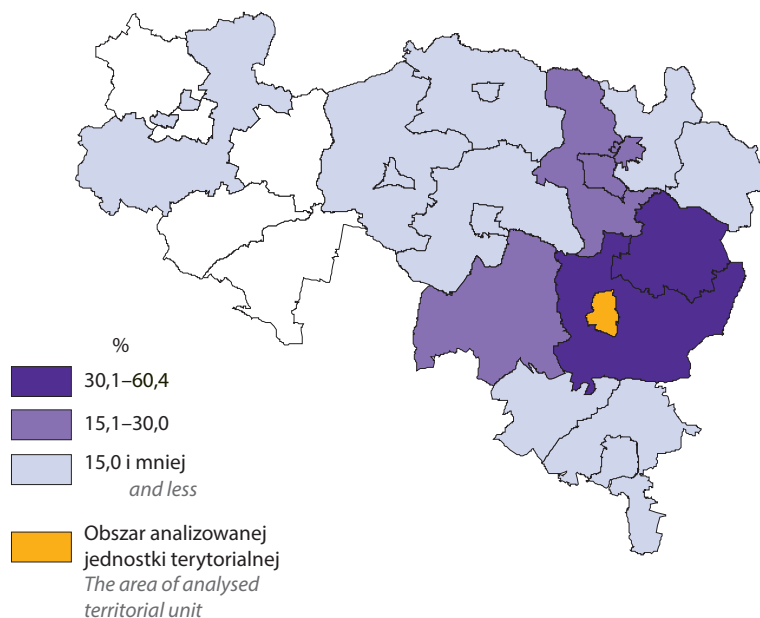 %
30,1–60,4
15,1–30,0
15,0 i mniej
and less
Obszar analizowanej
jednostki terytorialnej
The area of analysed
territorial unit